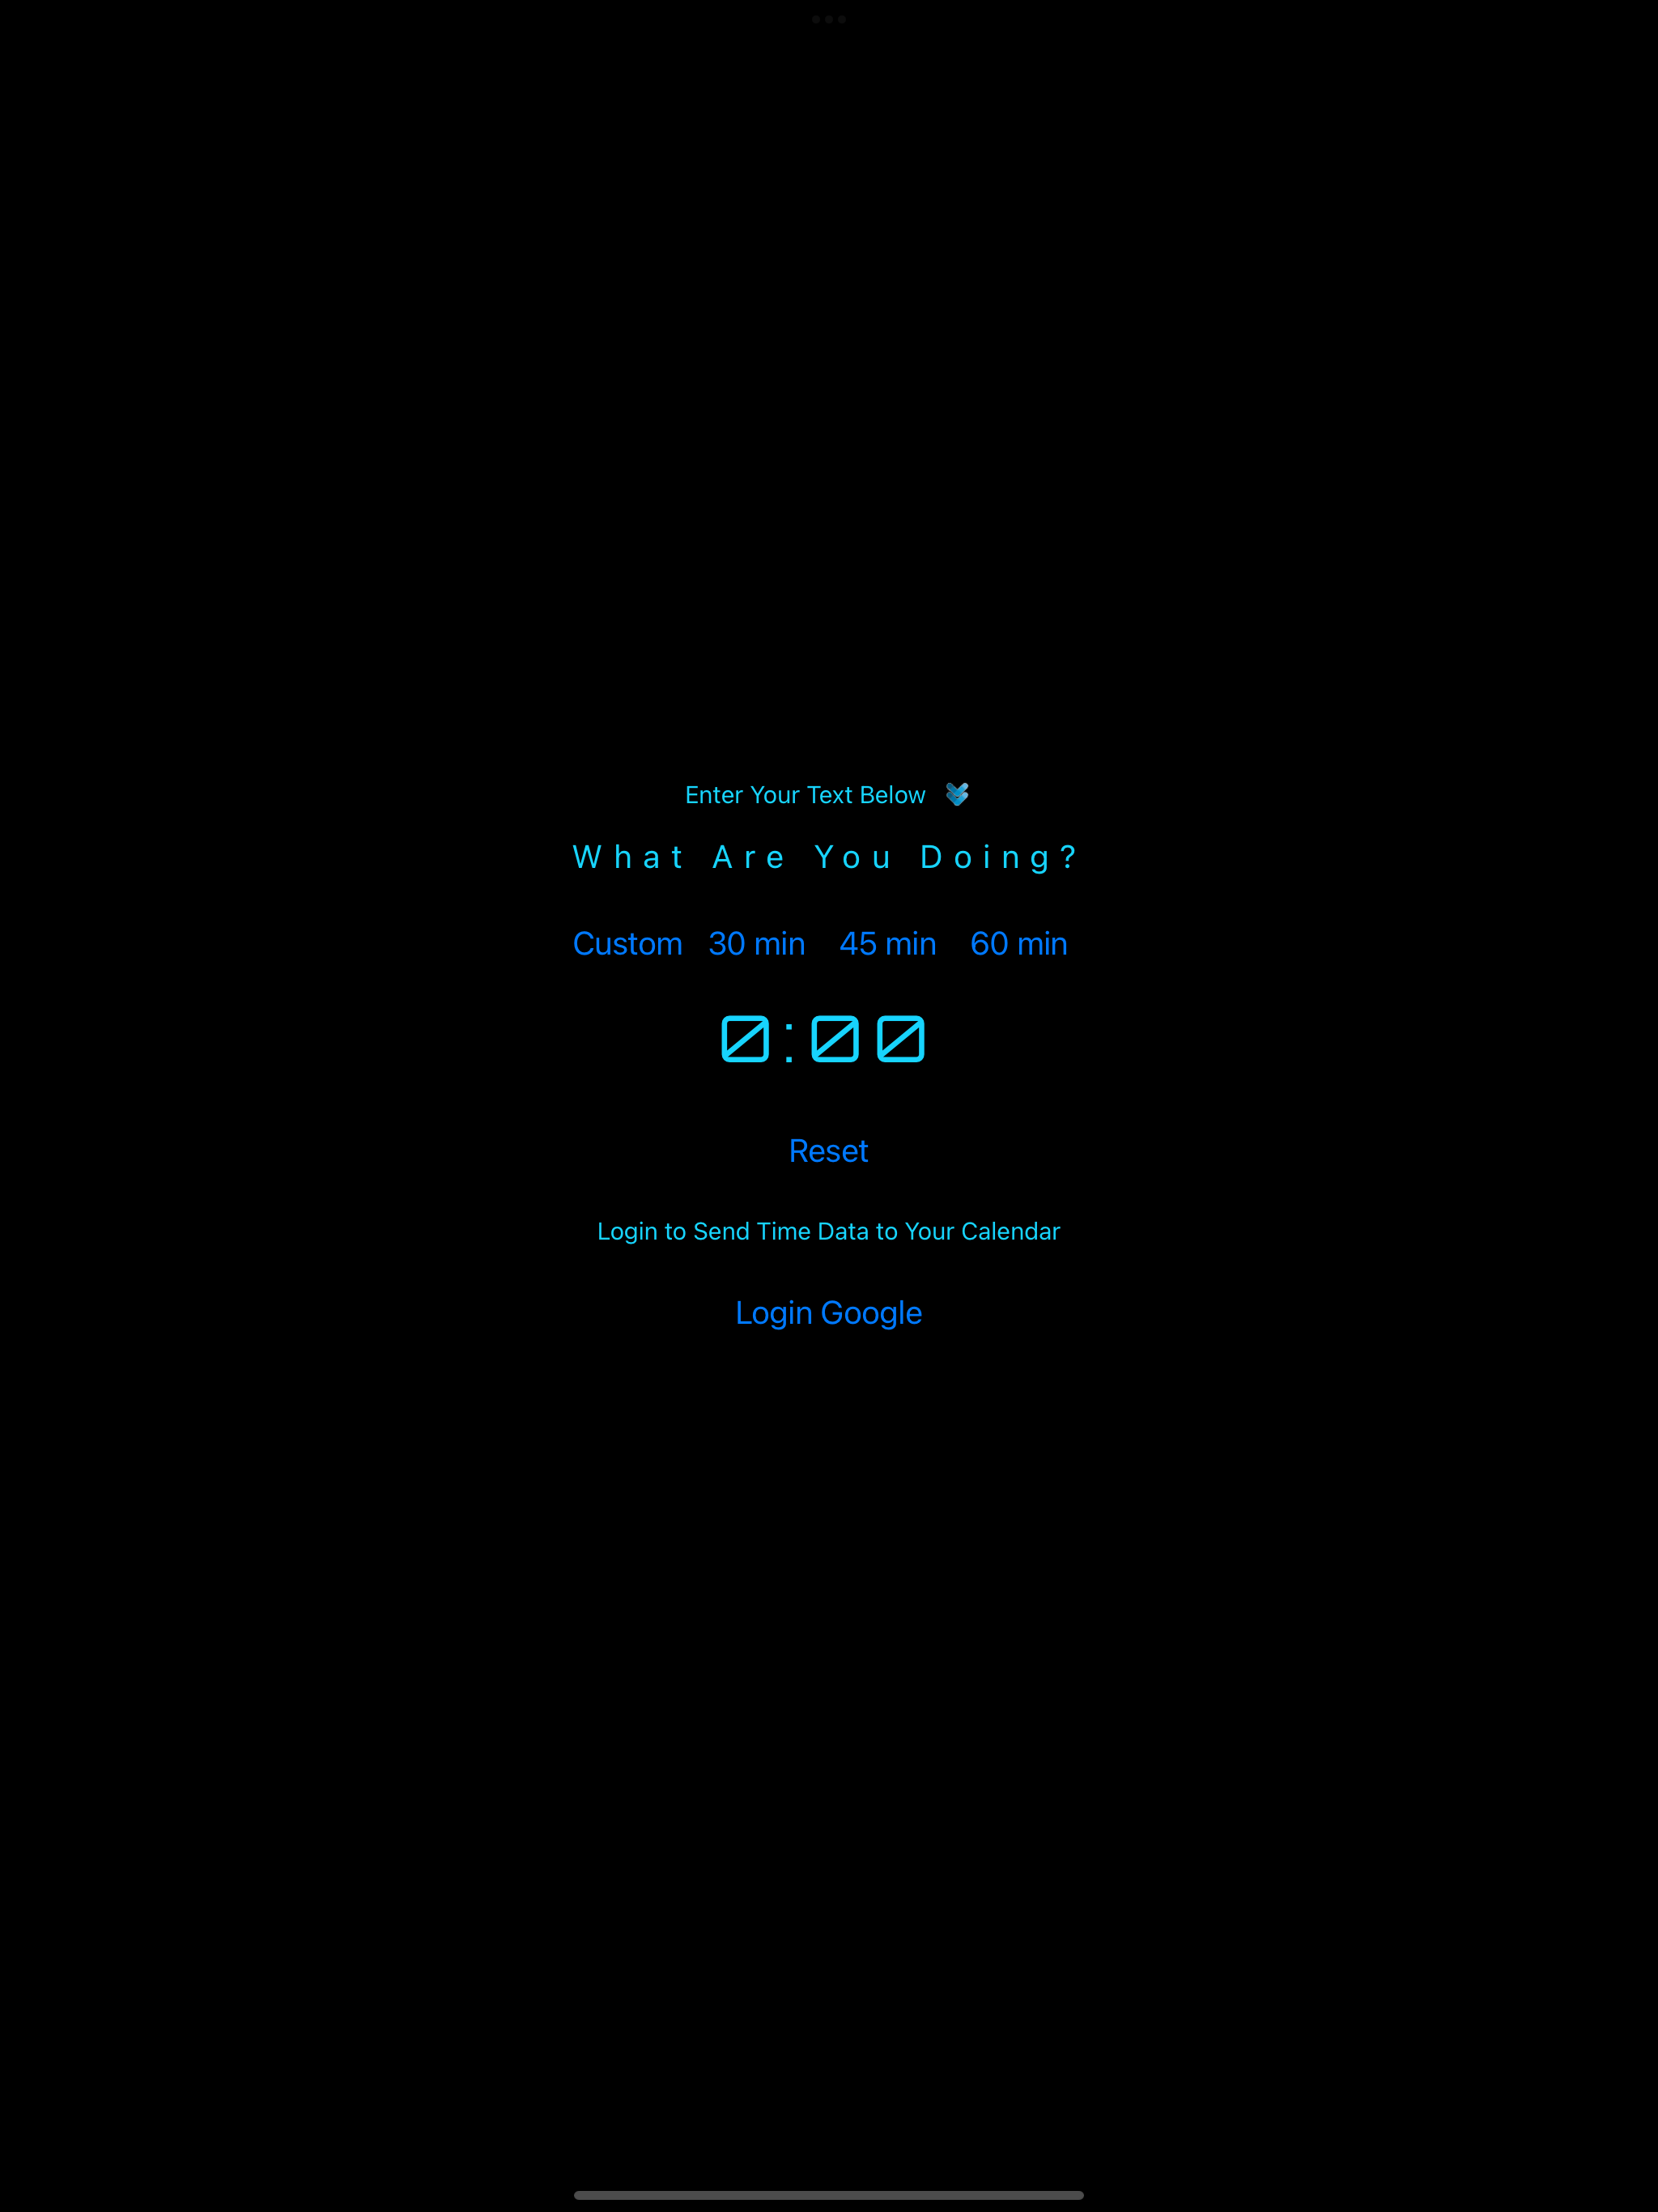 Enter Your Text Below
What Are You Doing?
Custom 30 min 45 min 60 min
0:00
Reset
Login to Send Time Data to Your Calendar
Login Google